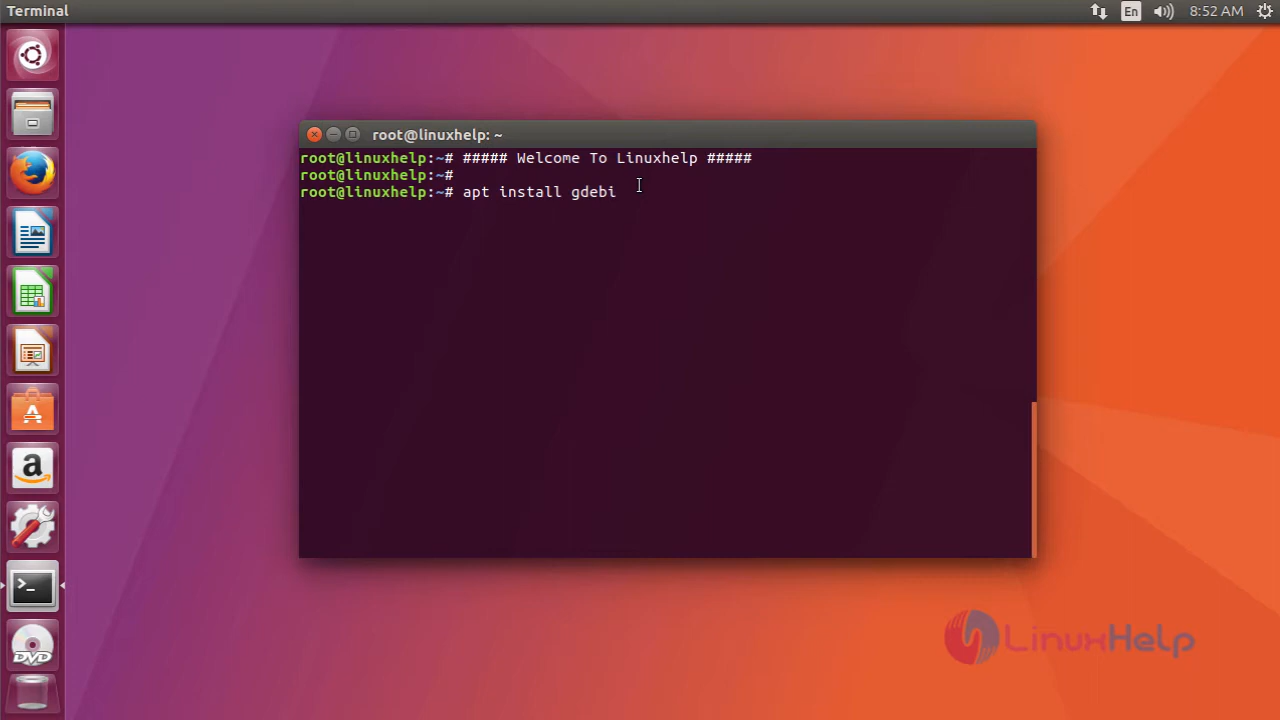 Terminal
En
8:52 AM
root@linuxhelp: ~
root@linuxhelp:~# ##### Welcome To Linuxhelp #####
root@linuxhelp:~#
root@linuxhelp:~# apt install gdebi
A
a
>_
DVD
LinuxHelp